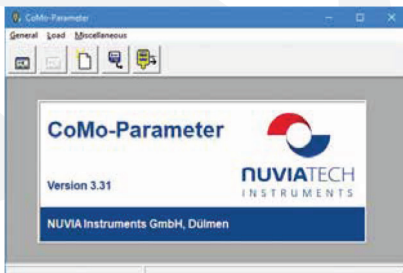 CoMo-Parameter
General Load Miscellaneous
CoMo-Parameter
NUVIATECH
INSTRUMENTS
Version 3.31
NUVIA Instruments GmbH, Dülmen